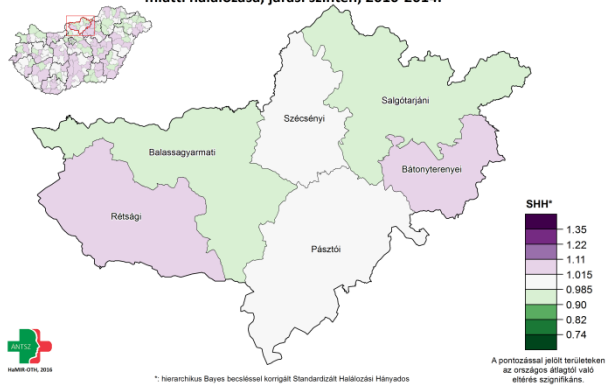 miatti halálozása, járási szinten, 2010-2014.
Szécsényi
Salgótarjáni
Balassagyarmati
Bátonyterenyei
Rétsági
Pásztói
SHH*
1.35
1.22
1.11
1.015
0.985
0.90
0.82
0.74
ANTSZ
HaMIR-OTH, 2016
A pontozással jelölt területeken
az országos átlagtól való
eltérés szignifikáns.
*: hierarchikus Bayes becsléssel korrigált Standardizált Halálozási Hányados